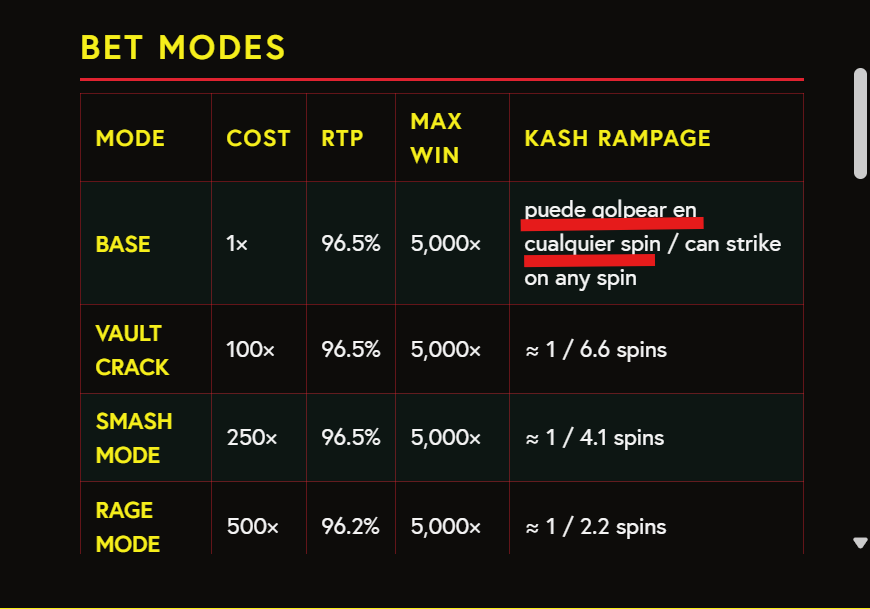 BET MODES
MODE COST RTP MAX WIN KASH RAMPAGE
BASE 1× 96.5% 5,000× puede golpear en
cualquier spin / can strike
on any spin
VAULT CRACK 100× 96.5% 5,000× ≈ 1 / 6.6 spins
SMASH MODE 250× 96.5% 5,000× ≈ 1 / 4.1 spins
RAGE MODE 500× 96.2% 5,000× ≈ 1 / 2.2 spins